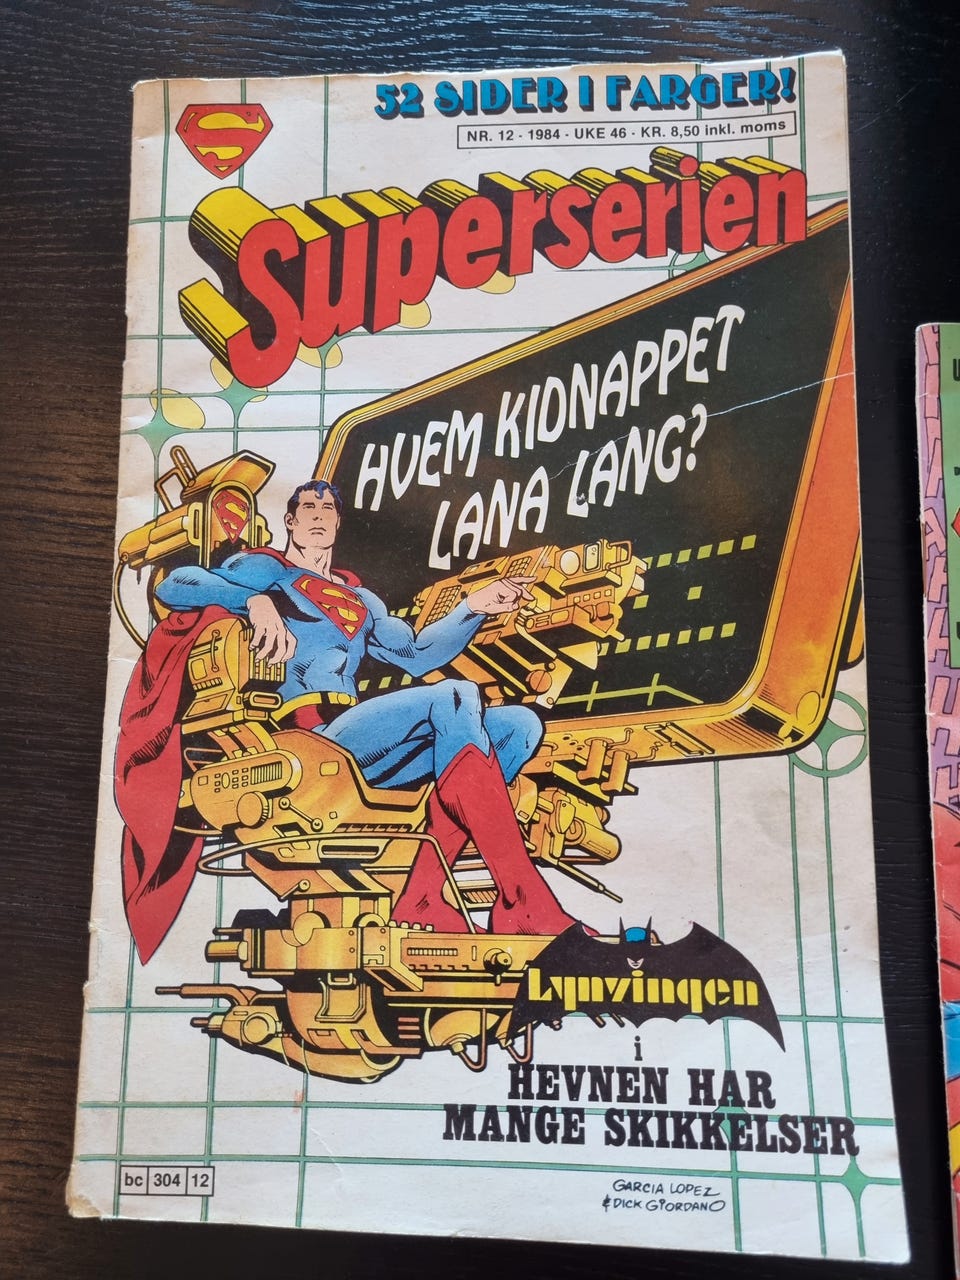 52 SIDER I FARGER!
NR. 12 - 1984 - UKE 46 - KR. 8,50 inkl. moms
Superserien
HVEM KIDNAPPET
LANA LANG?
Lynvingen
i
HEVNEN HAR
MANGE SKIKKELSER
bc 304 12
GARCIA LOPEZ
& DICK GIORDANO